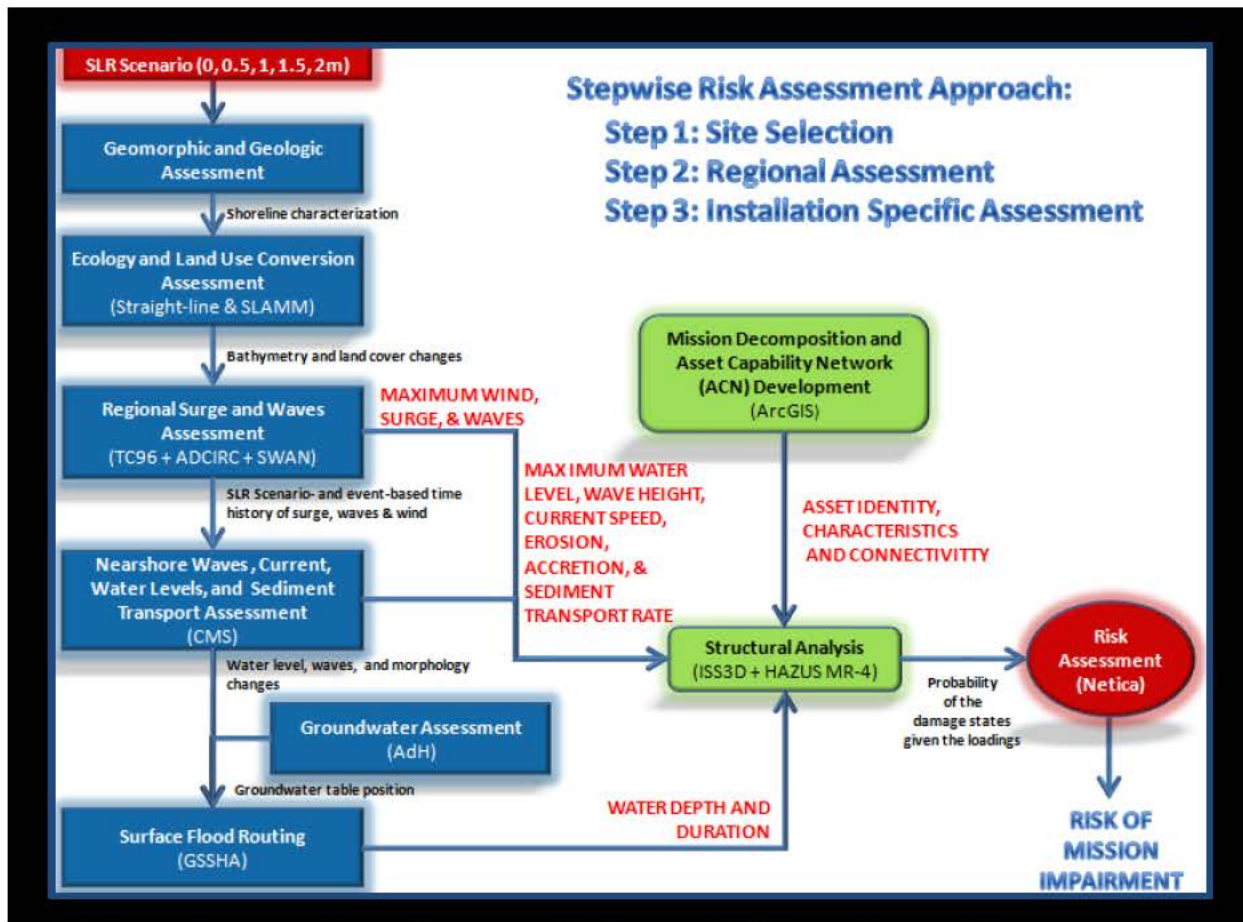 SLR Scenario (0, 0.5, 1, 1.5, 2m)
Stepwise Risk Assessment Approach:
Step 1: Site Selection
Step 2: Regional Assessment
Step 3: Installation Specific Assessment
Geomorphic and Geologic
Assessment
Shoreline characterization
Ecology and Land Use Conversion
Assessment
(Straight-line & SLAMM)
Bathymetry and land cover changes
Regional Surge and Waves
Assessment
(TC96 + ADCIRC + SWAN)
MAXIMUM WIND,
SURGE, & WAVES
SLR Scenario- and event-based time
history of surge, waves & wind
Nearshore Waves, Current,
Water Levels, and Sediment
Transport Assessment
(CMS)
MAXIMUM WATER
LEVEL, WAVE HEIGHT,
CURRENT SPEED,
EROSION,
ACCRETION, &
SEDIMENT
TRANSPORT RATE
Mission Decomposition and
Asset Capability Network
(ACN) Development
(ArcGIS)
ASSET IDENTITY,
CHARACTERISTICS
AND CONNECTIVITTY
Water level, waves, and morphology
changes
Groundwater Assessment
(AdH)
Groundwater table position
Surface Flood Routing
(GSSHA)
WATER DEPTH AND
DURATION
Structural Analysis
(ISS3D + HAZUS MR-4)
Probability
of the
damage states
given the loadings
Risk
Assessment
(Netica)
RISK OF
MISSION
IMPAIRMENT